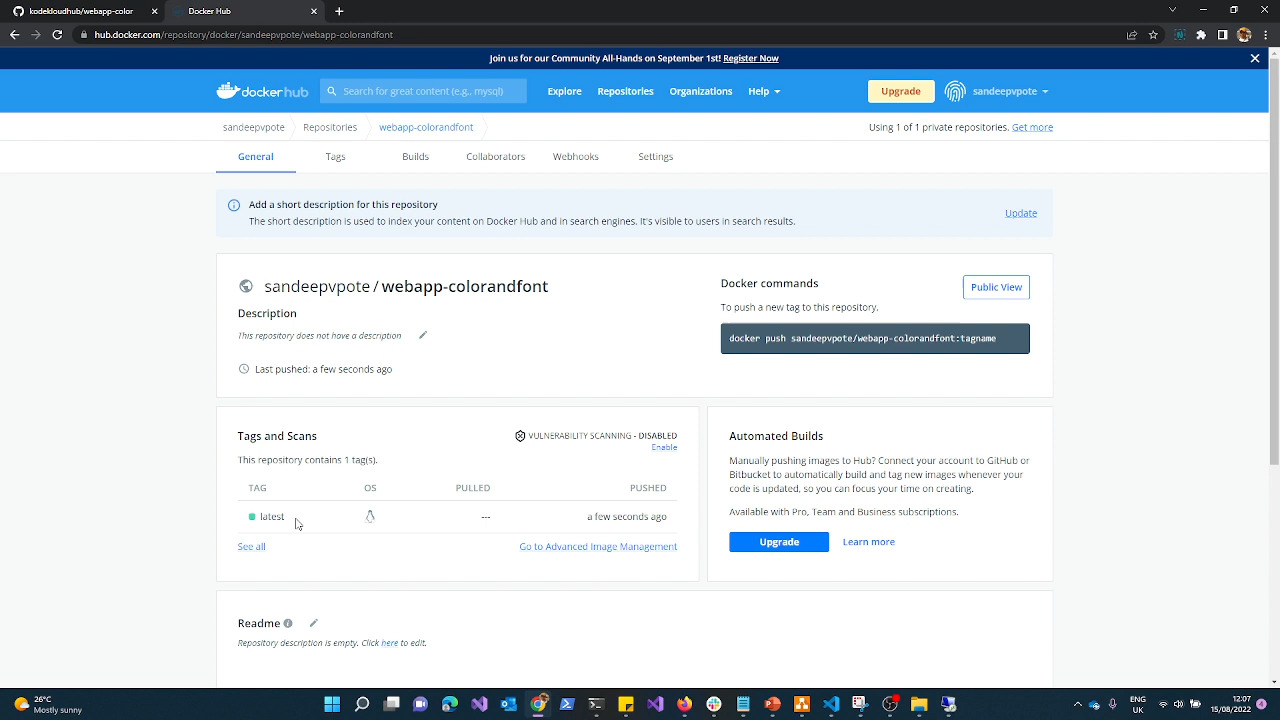 kodekloudhub/webapp-color
Docker Hub
hub.docker.com/repository/docker/sandeepvpote/webapp-colorandfont
Join us for our Community All-Hands on September 1st! Register Now
dockerhub
Search for great content (e.g., mysql)
Explore
Repositories
Organizations
Help
Upgrade
sandeepvpote
sandeepvpote
Repositories
webapp-colorandfont
Using 1 of 1 private repositories. Get more
General
Tags
Builds
Collaborators
Webhooks
Settings
Add a short description for this repository
The short description is used to index your content on Docker Hub and in search engines. It's visible to users in search results.
Update
sandeepvpote / webapp-colorandfont
Description
This repository does not have a description
Last pushed: a few seconds ago
Docker commands
Public View
To push a new tag to this repository.
docker push sandeepvpote/webapp-colorandfont:tagname
Tags and Scans
VULNERABILITY SCANNING - DISABLED
Enable
This repository contains 1 tag(s).
TAG OS PULLED PUSHED
latest --- a few seconds ago
See all
Go to Advanced Image Management
Automated Builds
Manually pushing images to Hub? Connect your account to GitHub or
Bitbucket to automatically build and tag new images whenever your
code is updated, so you can focus your time on creating.
Available with Pro, Team and Business subscriptions.
Upgrade
Learn more
Readme
Repository description is empty. Click here to edit.
26°C
Mostly sunny
ENG
UK
12:07
15/08/2022